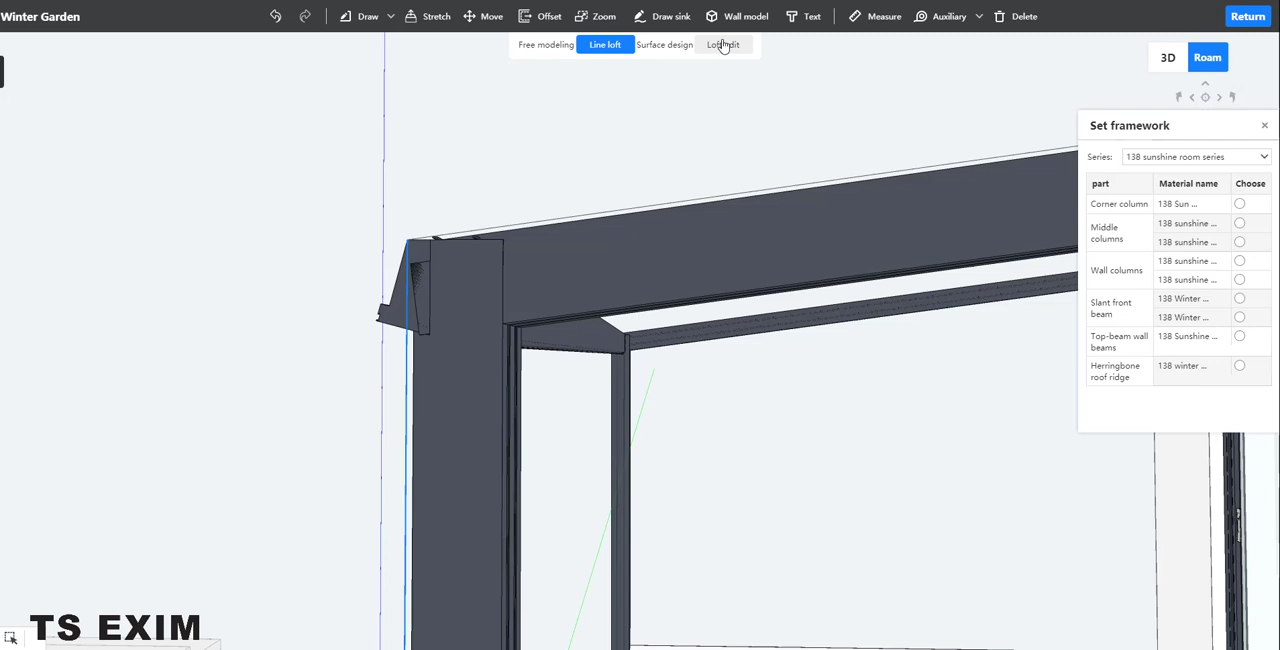 Winter Garden
Draw
Stretch
Move
Offset
Zoom
Draw sink
Wall model
Text
Measure
Auxiliary
Delete
Return
Free modeling
Line loft
Surface design
3D
Roam
Set framework
Series:
138 sunshine room series
part
Material name
Choose
Corner column
138 Sun ...
Middle columns
138 sunshine ...
138 sunshine ...
Wall columns
138 sunshine ...
138 sunshine ...
Slant front beam
138 Winter ...
138 Winter ...
Top-beam wall beams
138 Sunshine ...
Herringbone roof ridge
138 winter ...
TS EXIM